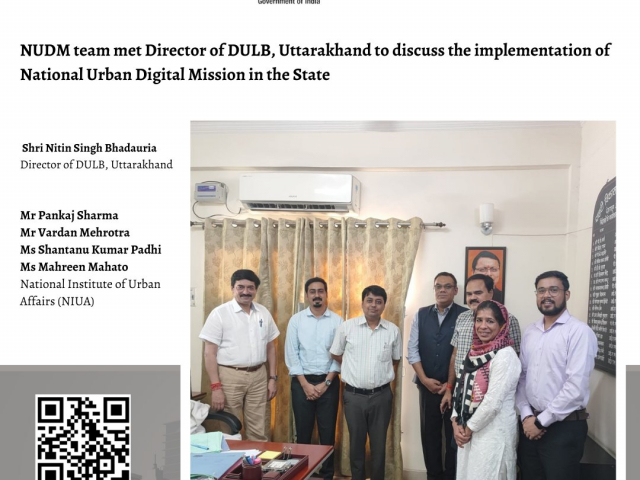 Government of India
NUDM team met Director of DULB, Uttarakhand to discuss the implementation of
National Urban Digital Mission in the State
Shri Nitin Singh Bhadauria
Director of DULB, Uttarakhand
Mr Pankaj Sharma
Mr Vardan Mehrotra
Ms Shantanu Kumar Padhi
Ms Mahreen Mahato
National Institute of Urban
Affairs (NIUA)